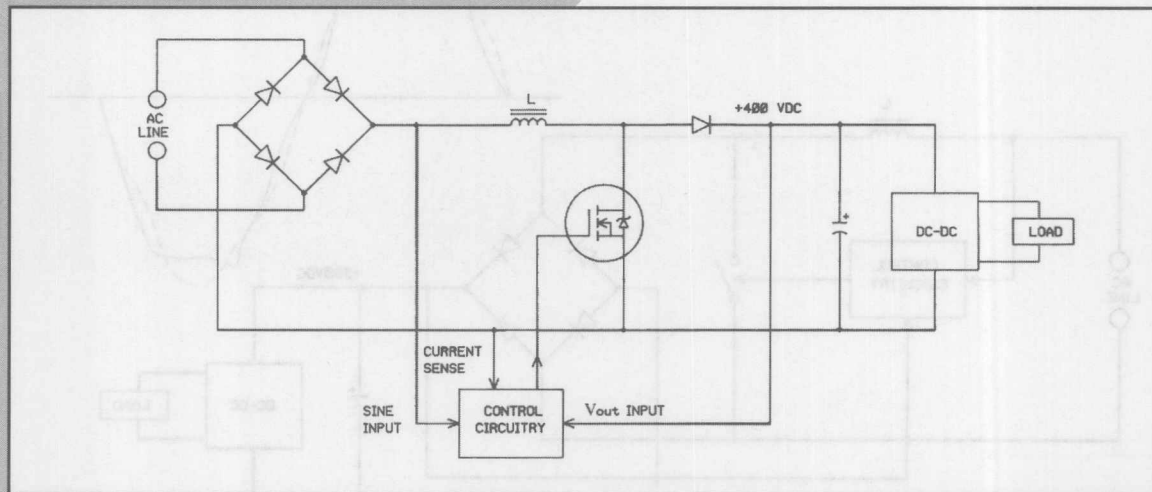 L
+400 VDC
AC
LINE
DC-DC
LOAD
CURRENT
SENSE
SINE
INPUT
CONTROL
CIRCUITRY
Vout INPUT